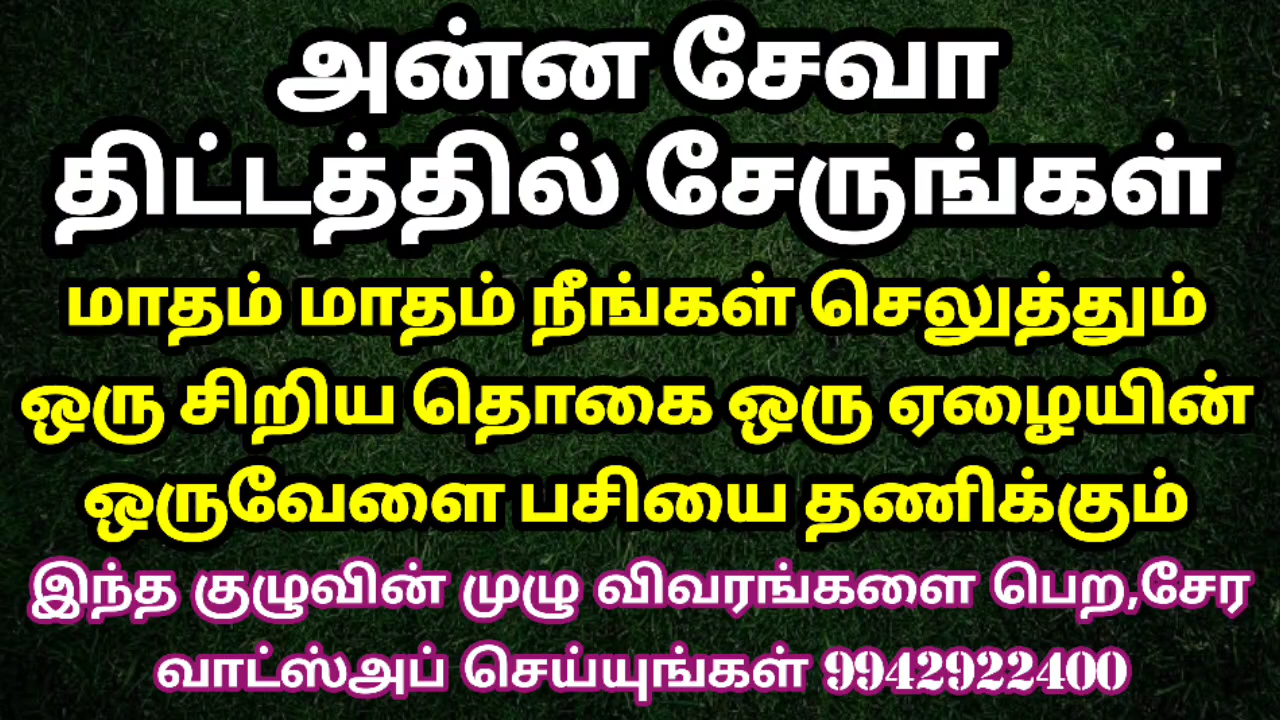 அன்ன சேவா
திட்டத்தில் சேருங்கள்
மாதம் மாதம் நீங்கள் செலுத்தும்
ஒரு சிறிய தொகை ஒரு ஏழையின்
ஒருவேளை பசியை தணிக்கும்
இந்த குழுவின் முழு விவரங்களை பெற,சேர
வாட்ஸ்அப் செய்யுங்கள் 9942922400